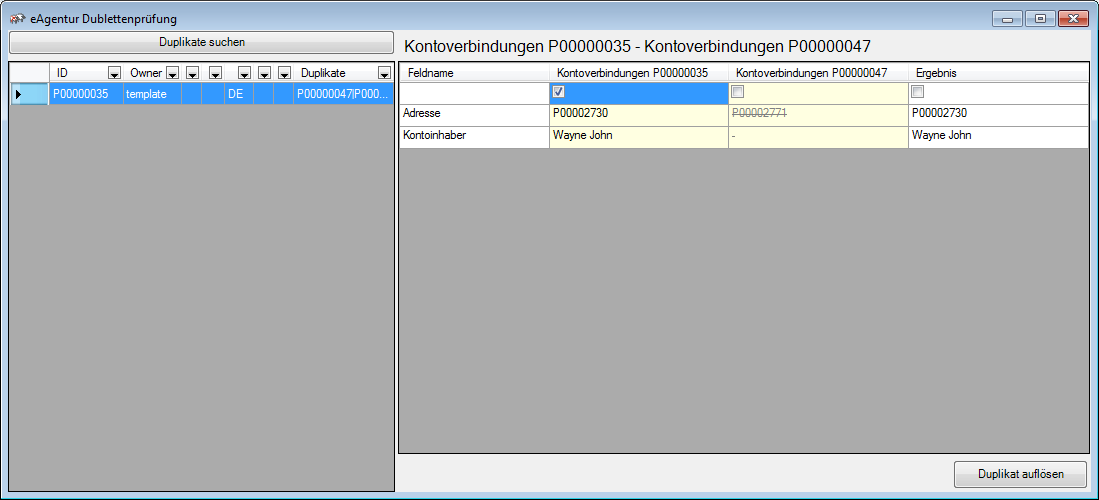 eAgentur Dublettenprüfung
Duplikate suchen
ID Owner Duplikate
P00000035 template DE P00000047|P000...
Kontoverbindungen P00000035 - Kontoverbindungen P00000047
Feldname Kontoverbindungen P00000035 Kontoverbindungen P00000047 Ergebnis
Adresse P00002730 P00002771 P00002730
Kontoinhaber Wayne John - Wayne John
Duplikat auflösen